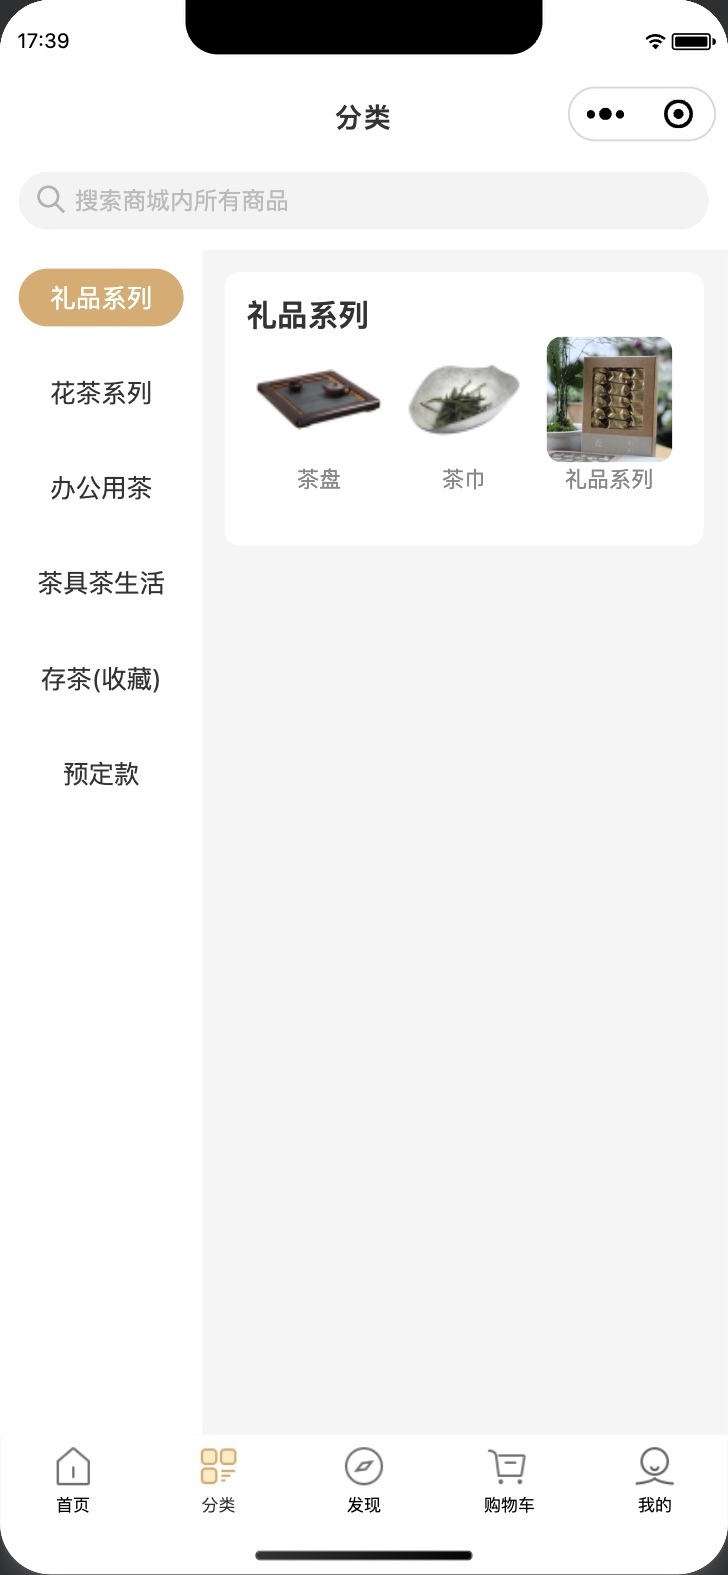 17:39
分类
搜索商城内所有商品
礼品系列
花茶系列
办公用茶
茶具茶生活
存茶(收藏)
预定款
礼品系列
茶盘
茶巾
礼品系列
首页
分类
发现
购物车
我的